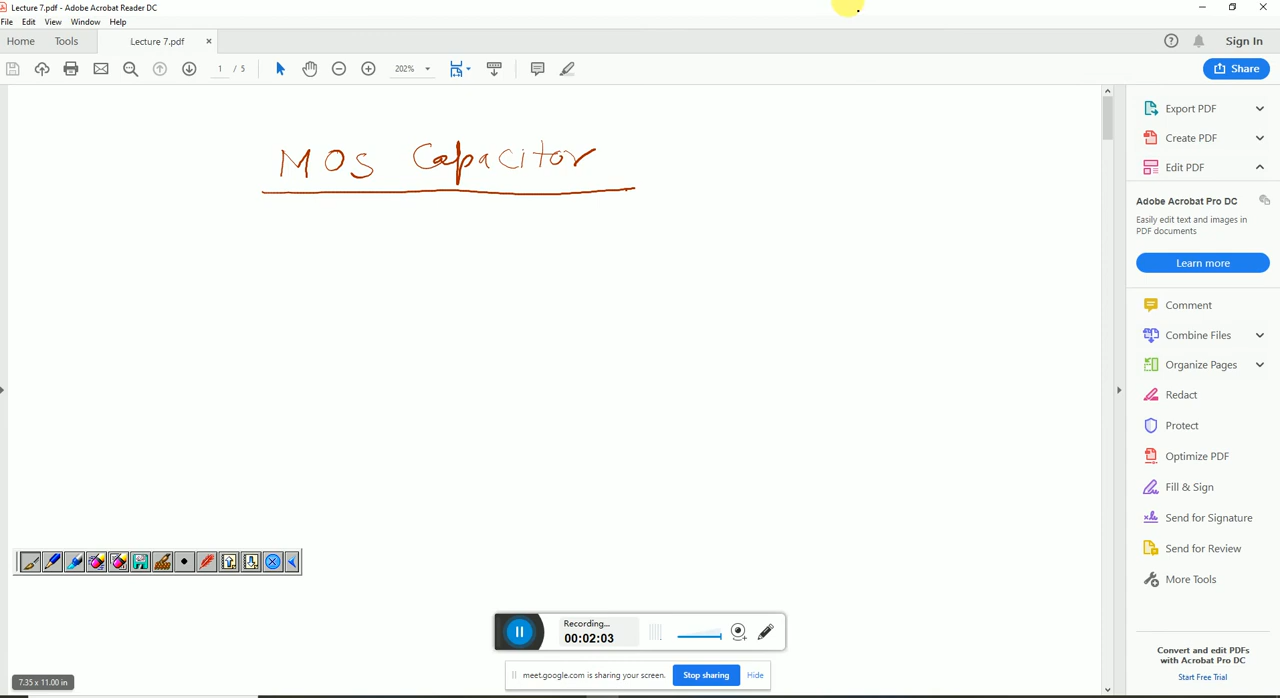 Lecture 7.pdf - Adobe Acrobat Reader DC
File Edit View Window Help
Home Tools Lecture 7.pdf × Sign In
1 / 5 202% Share
MOS Capacitor
Export PDF
Create PDF
Edit PDF
Adobe Acrobat Pro DC
Easily edit text and images in
PDF documents
Learn more
Comment
Combine Files
Organize Pages
Redact
Protect
Optimize PDF
Fill & Sign
Send for Signature
Send for Review
More Tools
Convert and edit PDFs
with Acrobat Pro DC
Start Free Trial
Recording...
00:02:03
meet.google.com is sharing your screen. Stop sharing Hide
7.35 x 11.00 in